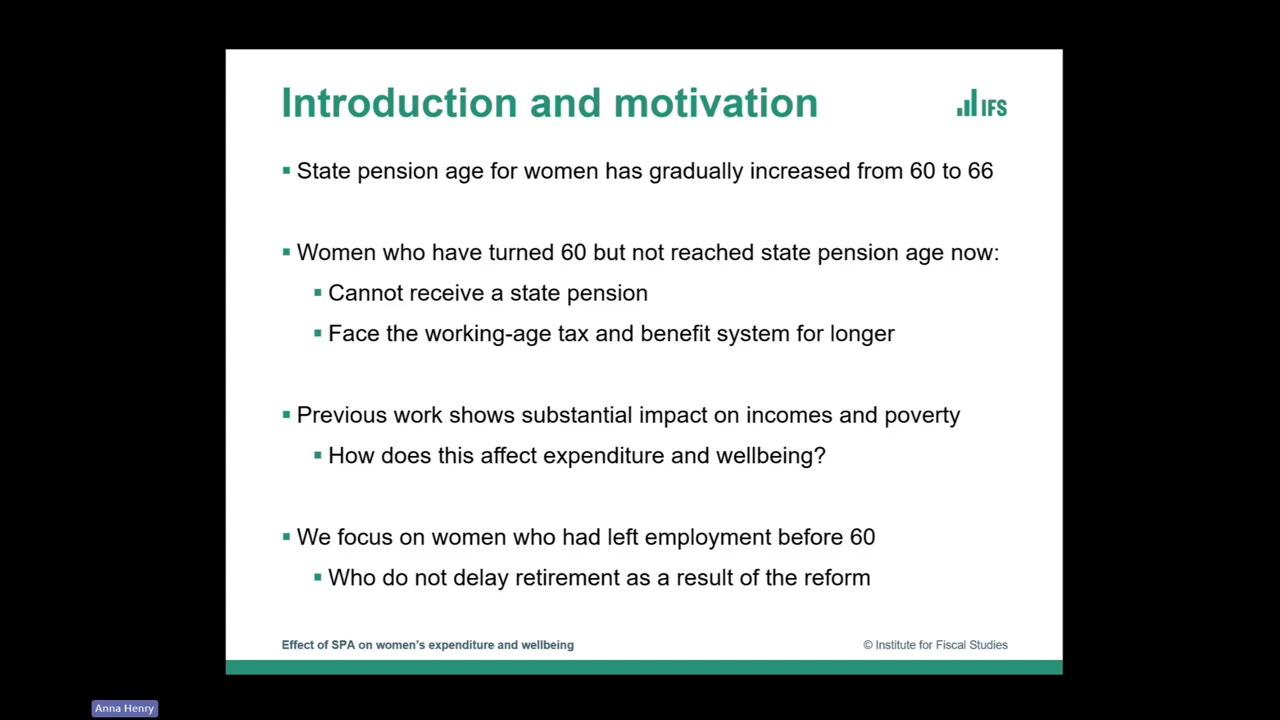 Introduction and motivation
IFS
State pension age for women has gradually increased from 60 to 66
Women who have turned 60 but not reached state pension age now:
Cannot receive a state pension
Face the working-age tax and benefit system for longer
Previous work shows substantial impact on incomes and poverty
How does this affect expenditure and wellbeing?
We focus on women who had left employment before 60
Who do not delay retirement as a result of the reform
Effect of SPA on women's expenditure and wellbeing
© Institute for Fiscal Studies
Anna Henry